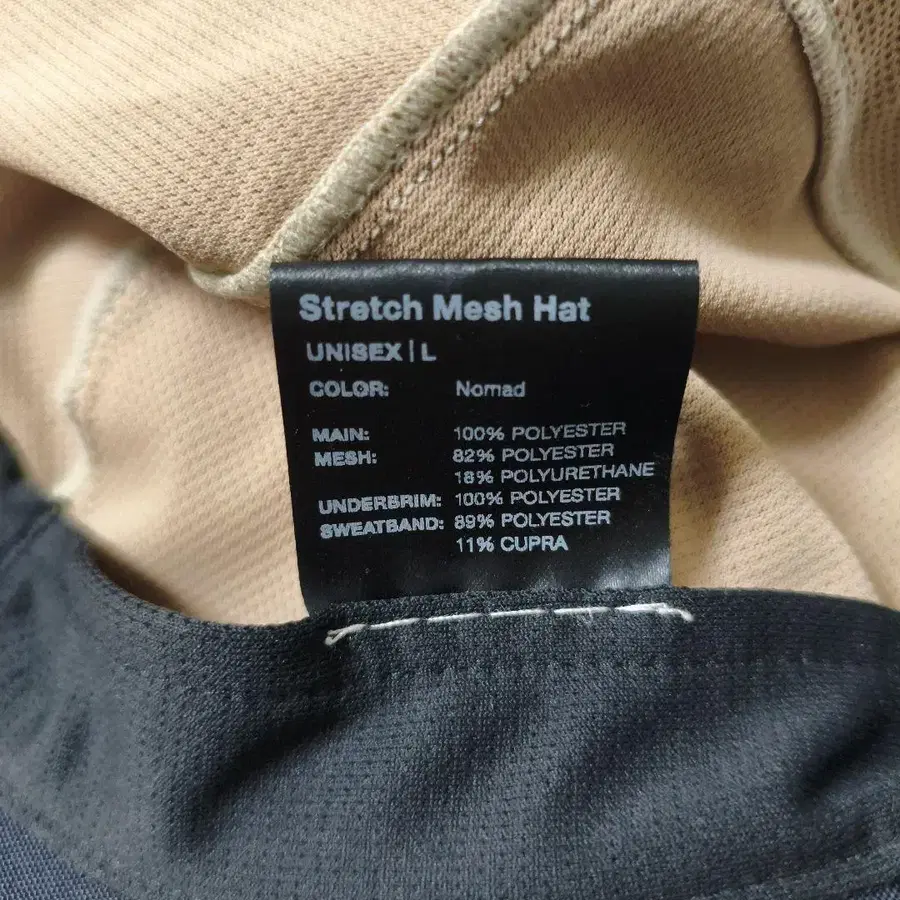 Stretch Mesh Hat
UNISEX | L
COLOR: Nomad
MAIN: 100% POLYESTER
MESH: 82% POLYESTER
18% POLYURETHANE
UNDERBRIM: 100% POLYESTER
SWEATBAND: 89% POLYESTER
11% CUPRA